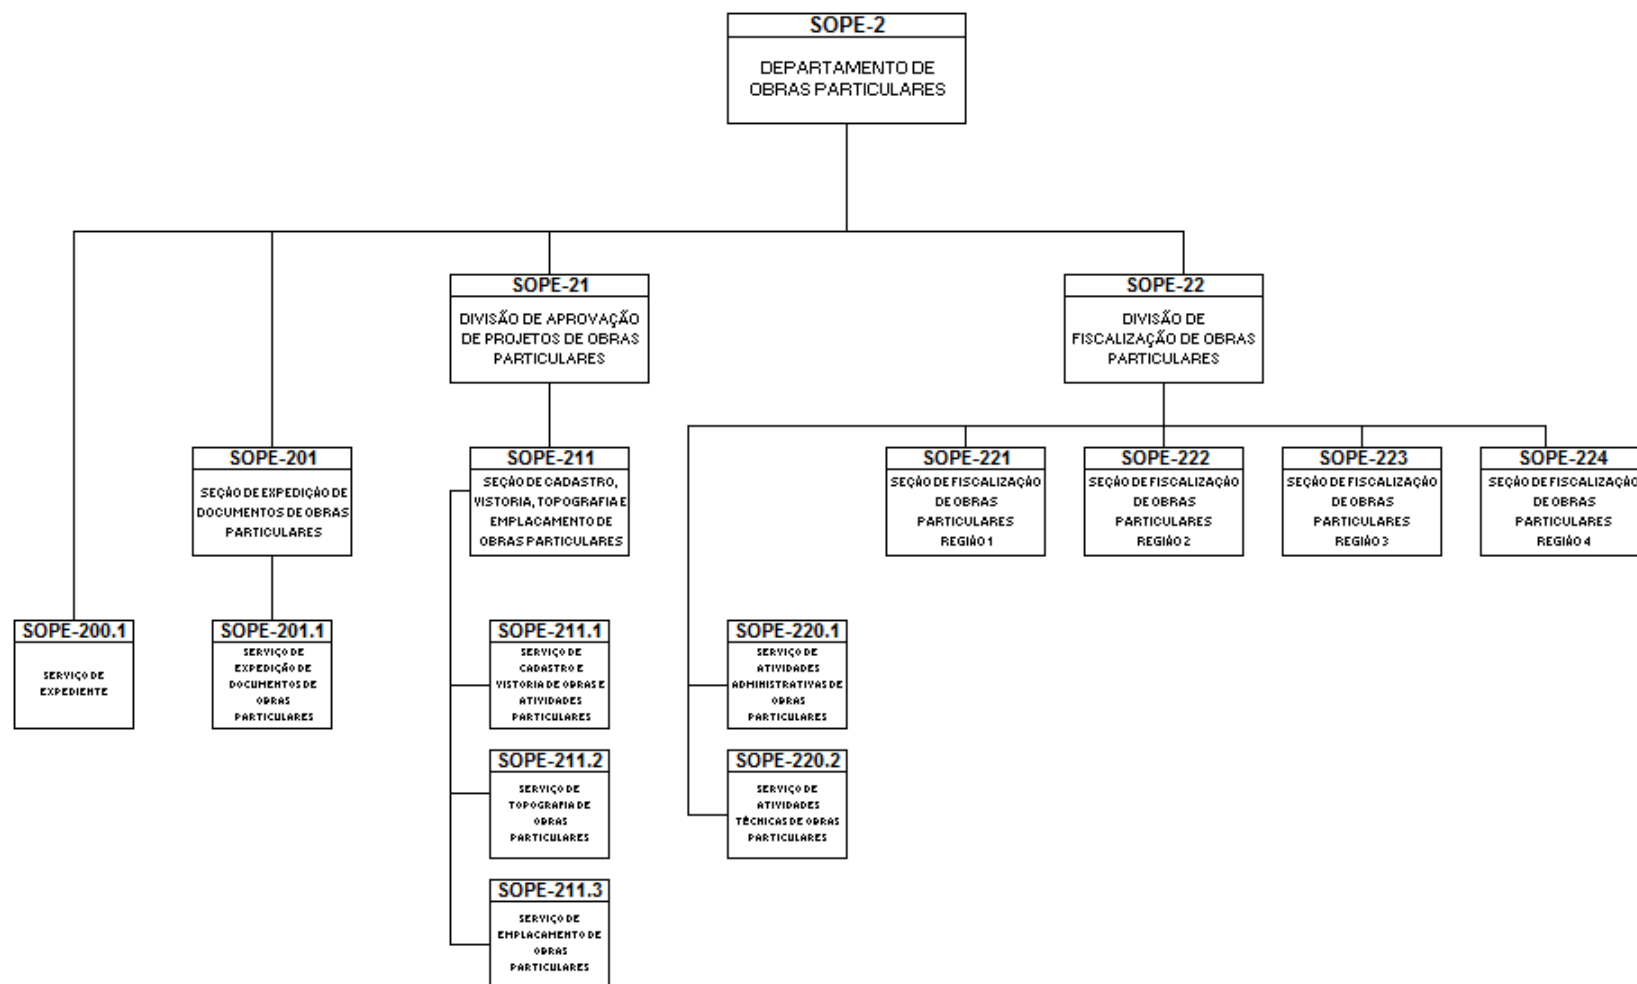 SOPE-2
DEPARTAMENTO DE
OBRAS PARTICULARES
SOPE-21
DIVISÃO DE APROVAÇÃO
DE PROJETOS DE OBRAS
PARTICULARES
SOPE-22
DIVISÃO DE
FISCALIZAÇÃO DE OBRAS
PARTICULARES
SOPE-201
SEÇÃO DE EXPEDIÇÃO DE
DOCUMENTOS DE OBRAS
PARTICULARES
SOPE-211
SEÇÃO DE CADASTRO,
VISTORIA, TOPOGRAFIA E
EMPLACAMENTO DE
OBRAS PARTICULARES
SOPE-221
SEÇÃO DE FISCALIZAÇÃO
DE OBRAS
PARTICULARES
REGIÃO 1
SOPE-222
SEÇÃO DE FISCALIZAÇÃO
DE OBRAS
PARTICULARES
REGIÃO 2
SOPE-223
SEÇÃO DE FISCALIZAÇÃO
DE OBRAS
PARTICULARES
REGIÃO 3
SOPE-224
SEÇÃO DE FISCALIZAÇÃO
DE OBRAS
PARTICULARES
REGIÃO 4
SOPE-200.1
SERVIÇO DE
EXPEDIENTE
SOPE-201.1
SERVIÇO DE
EXPEDIÇÃO DE
DOCUMENTOS DE
OBRAS
PARTICULARES
SOPE-211.1
SERVIÇO DE
CADASTRO E
VISTORIA DE OBRAS E
ATIVIDADES
PARTICULARES
SOPE-220.1
SERVIÇO DE
ATIVIDADES
ADMINISTRATIVAS DE
OBRAS
PARTICULARES
SOPE-211.2
SERVIÇO DE
TOPOGRAFIA DE
OBRAS
PARTICULARES
SOPE-220.2
SERVIÇO DE
ATIVIDADES
TÉCNICAS DE OBRAS
PARTICULARES
SOPE-211.3
SERVIÇO DE
EMPLACAMENTO DE
OBRAS
PARTICULARES